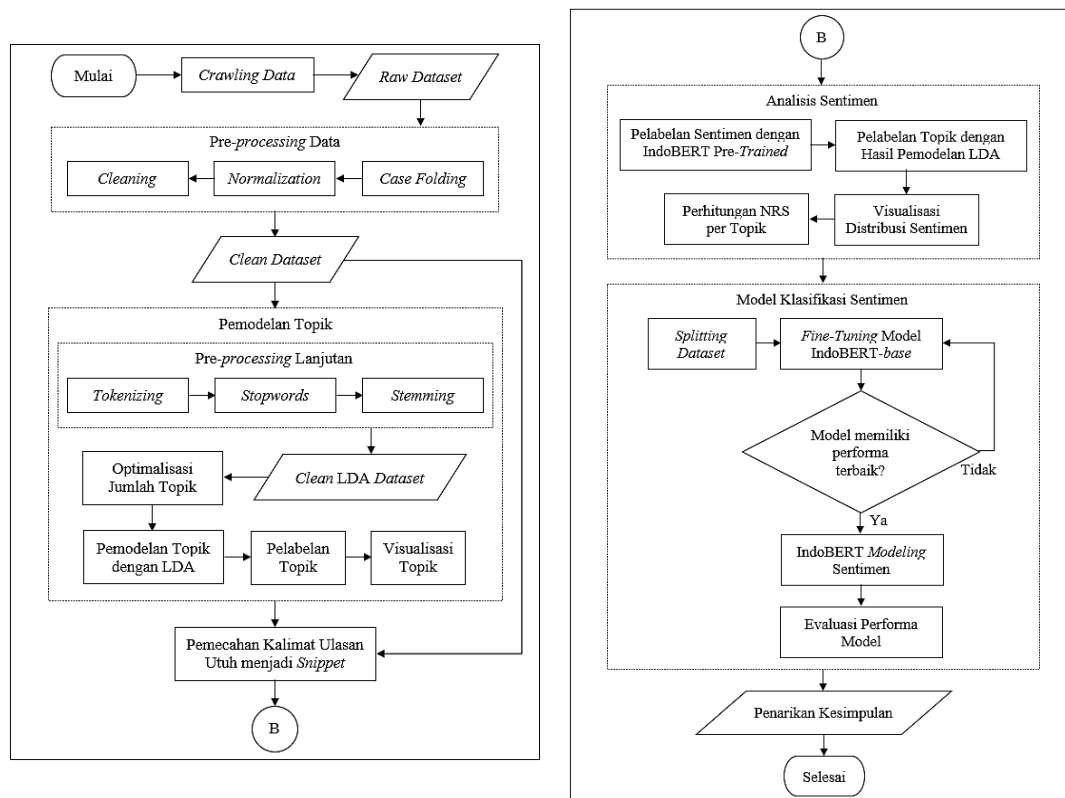 Mulai
Crawling Data
Raw Dataset
Pre-processing Data
Cleaning
Normalization
Case Folding
Clean Dataset
Pemodelan Topik
Pre-processing Lanjutan
Tokenizing
Stopwords
Stemming
Optimalisasi
Jumlah Topik
Clean LDA Dataset
Pemodelan Topik
dengan LDA
Pelabelan
Topik
Visualisasi
Topik
Pemecahan Kalimat Ulasan
Utuh menjadi Snippet
B
B
Analisis Sentimen
Pelabelan Sentimen dengan
IndoBERT Pre-Trained
Pelabelan Topik dengan
Hasil Pemodelan LDA
Perhitungan NRS
per Topik
Visualisasi
Distribusi Sentimen
Model Klasifikasi Sentimen
Splitting
Dataset
Fine-Tuning Model
IndoBERT-base
Model memiliki
performa
terbaik?
Tidak
Ya
IndoBERT Modeling
Sentimen
Evaluasi Performa
Model
Penarikan Kesimpulan
Selesai